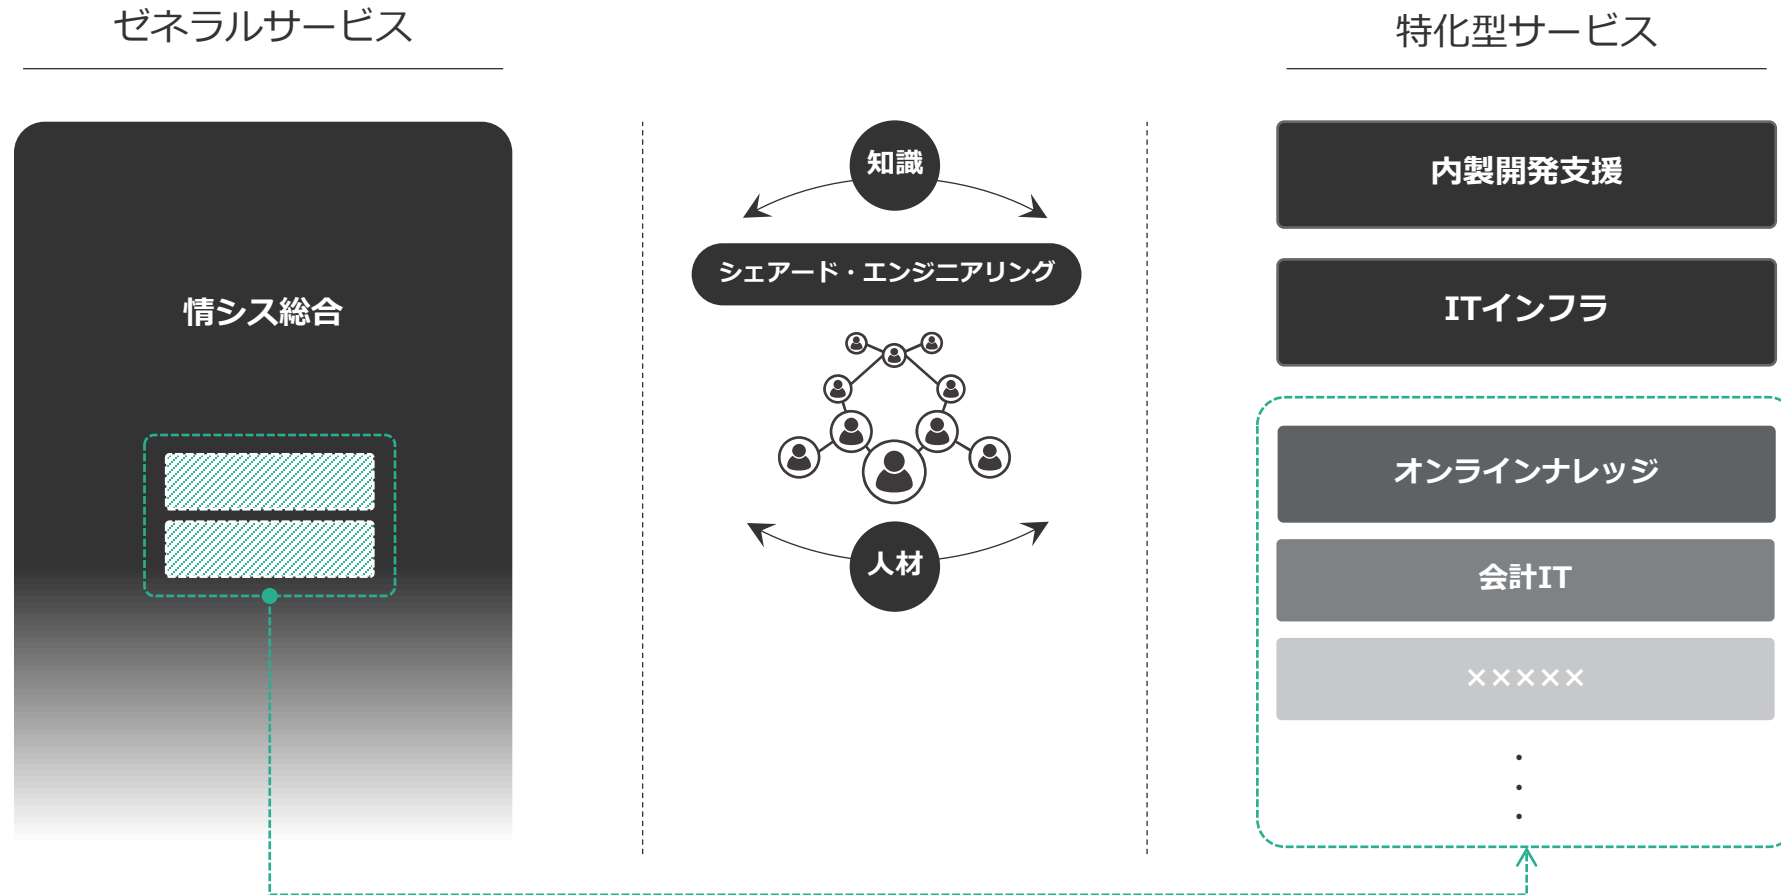 ゼネラルサービス
情シス総合
知識
シェアード・エンジニアリング
人材
特化型サービス
内製開発支援
ITインフラ
オンラインナレッジ
会計IT
×××××